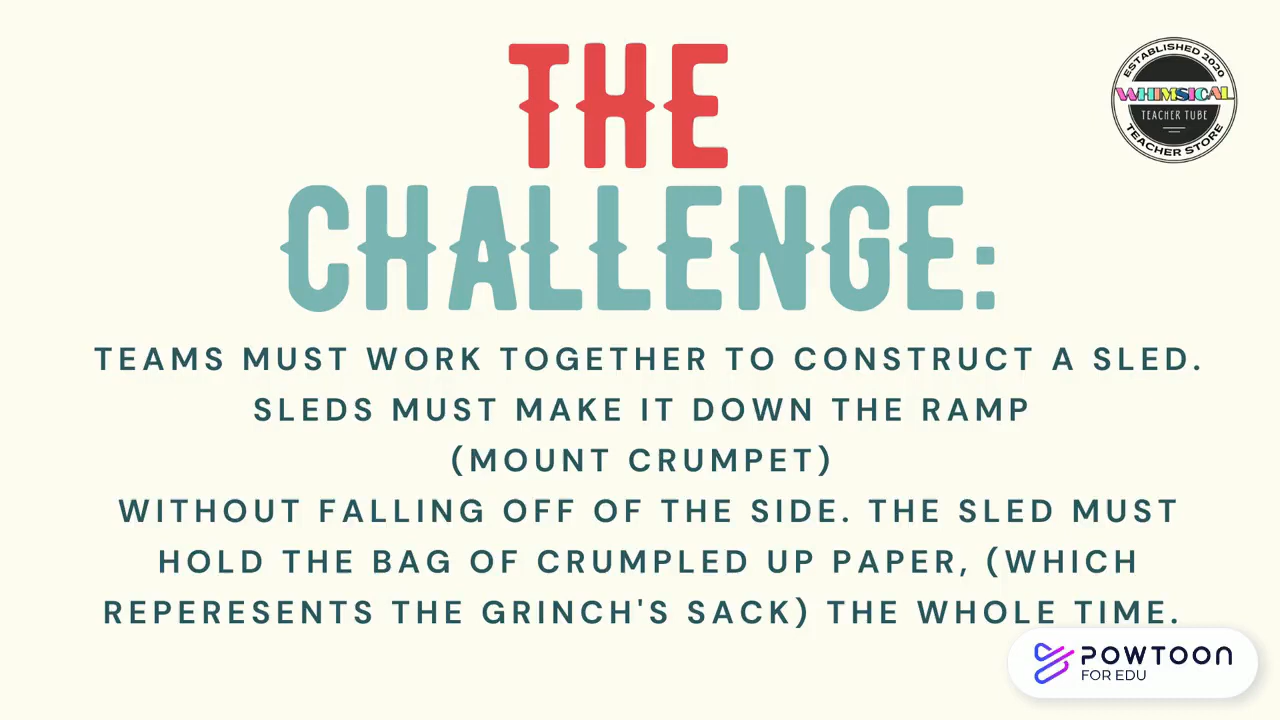 THE
CHALLENGE:
TEAMS MUST WORK TOGETHER TO CONSTRUCT A SLED.
SLEDS MUST MAKE IT DOWN THE RAMP
(MOUNT CRUMPET)
WITHOUT FALLING OFF OF THE SIDE. THE SLED MUST
HOLD THE BAG OF CRUMPLED UP PAPER, (WHICH
REPERESENTS THE GRINCH'S SACK) THE WHOLE TIME.
ESTABLISHED 2020
WHIMSICAL
TEACHER TUBE
TEACHER STORE
POWTOON
FOR EDU